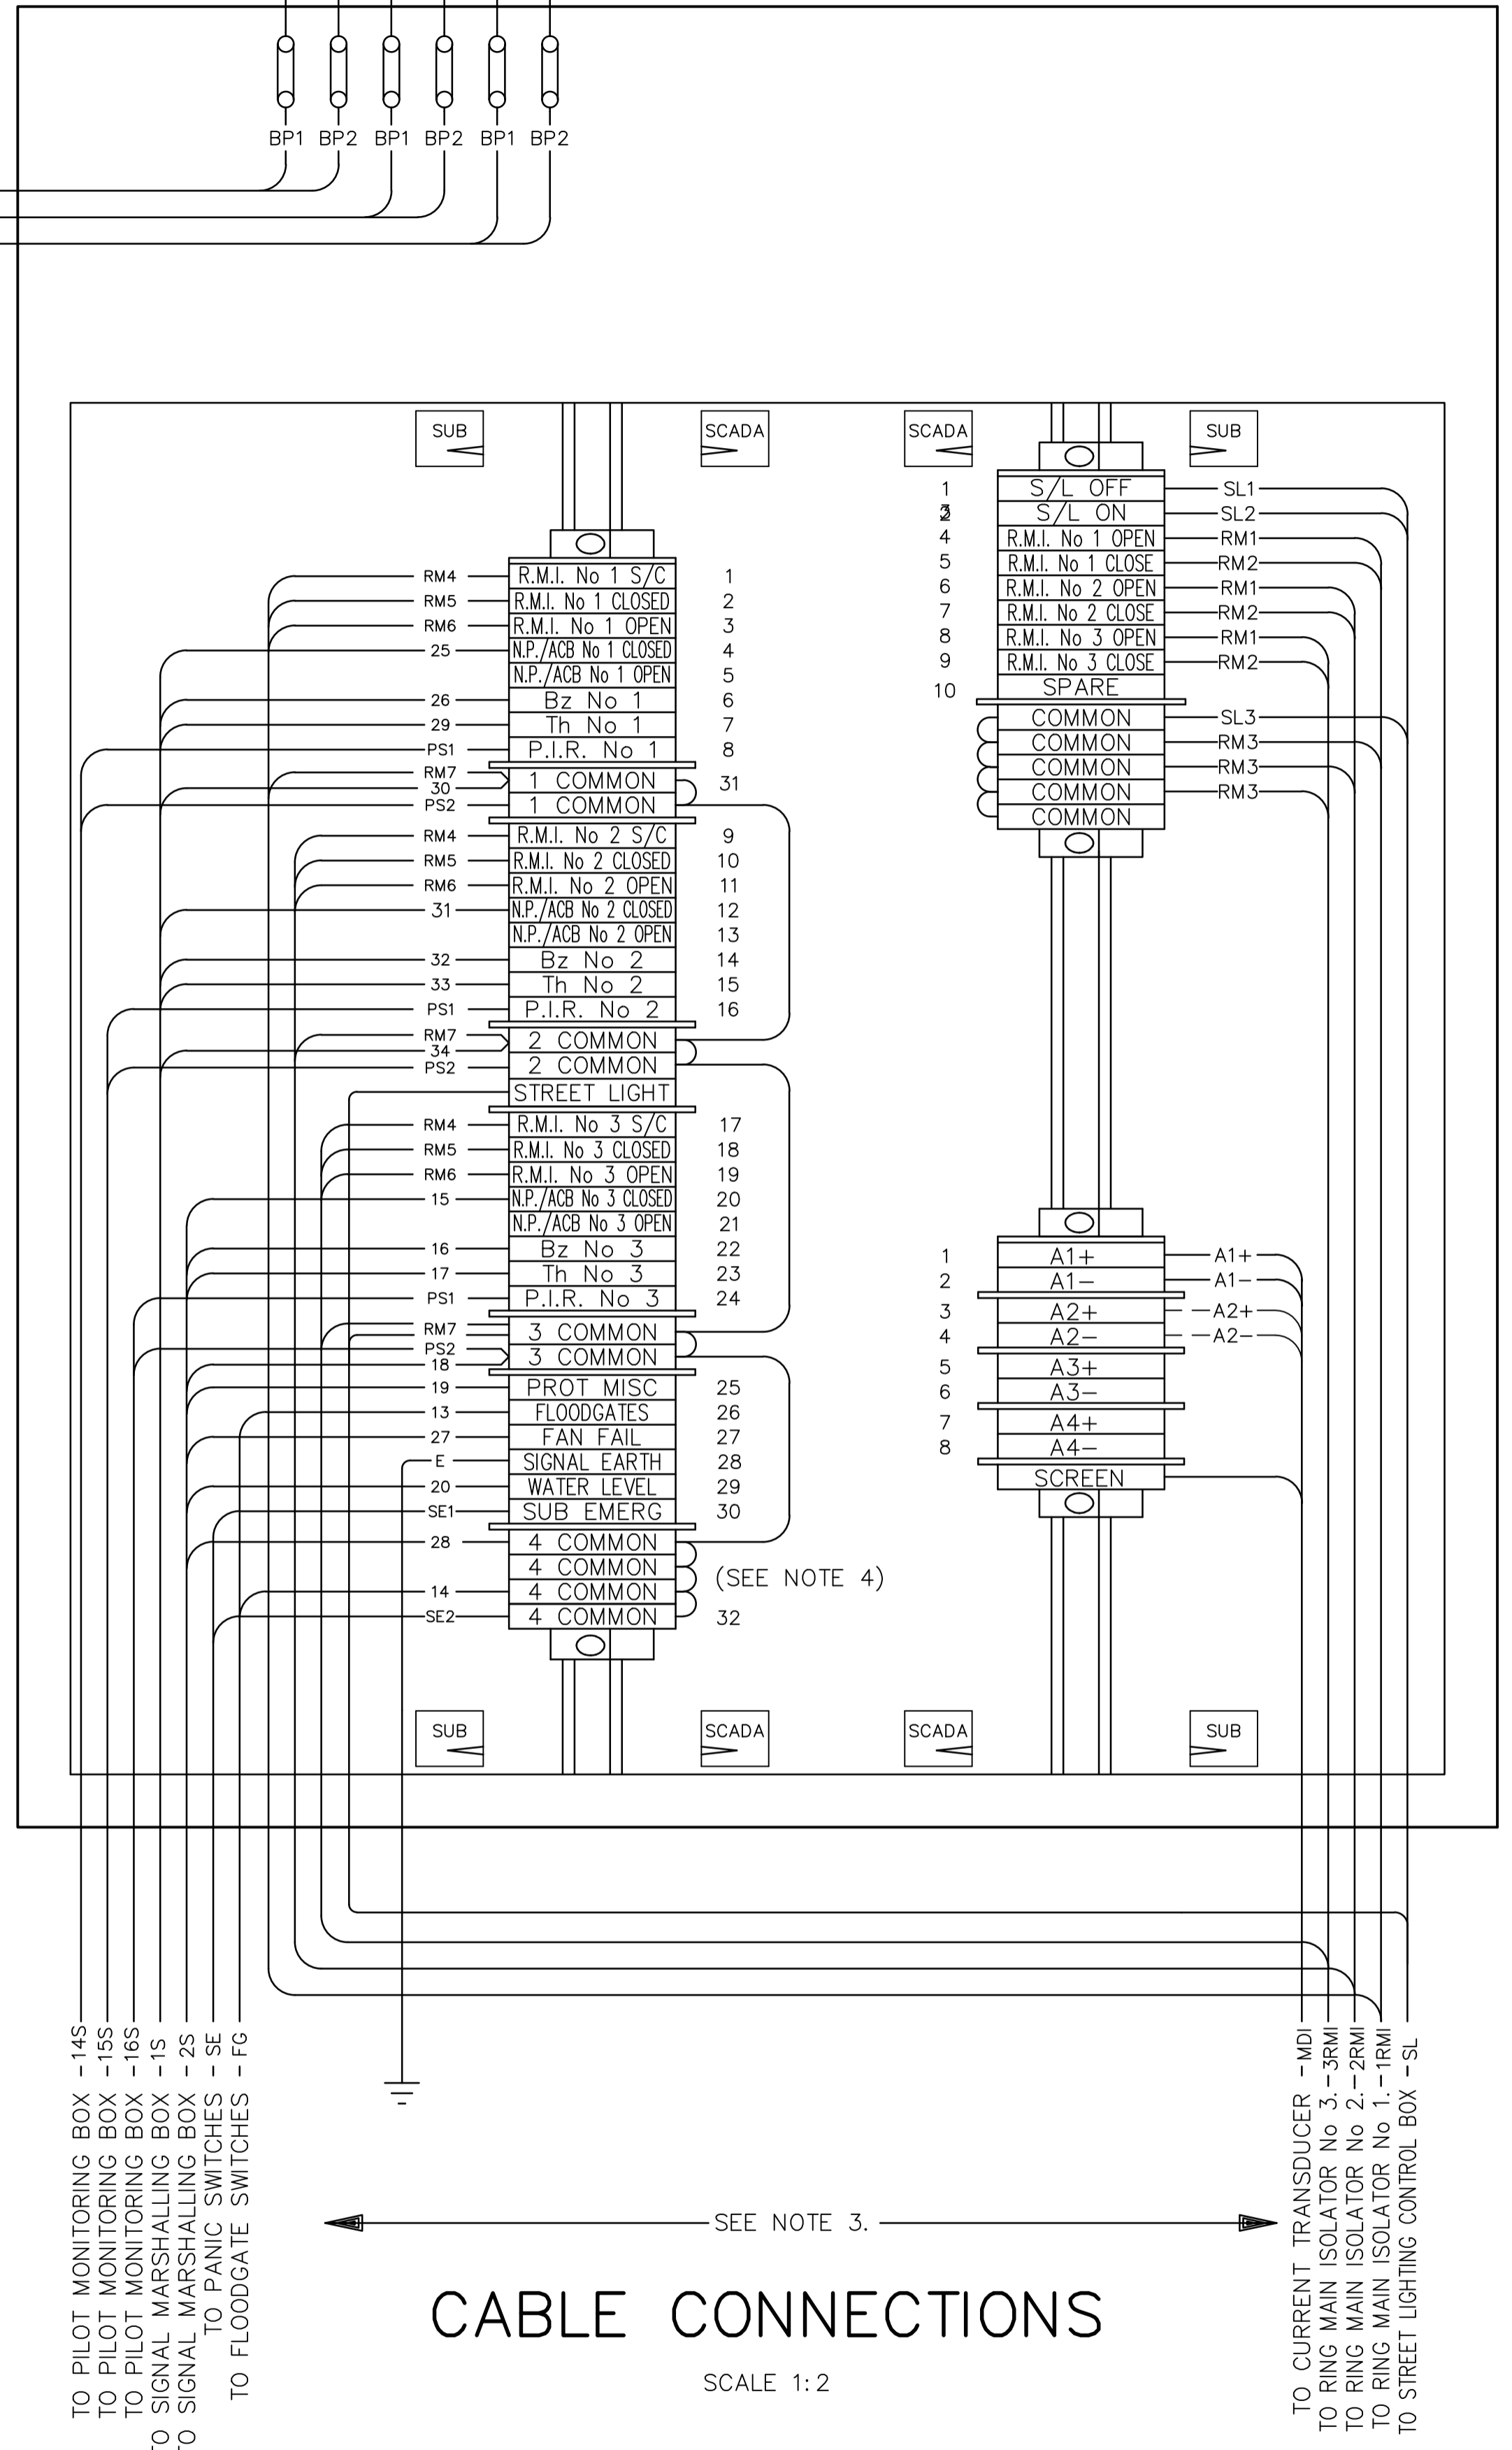 BP1 BP2 BP1 BP2 BP1 BP2
SUB SCADA SCADA SUB
RM4 R.M.I. No 1 S/C 1
RM5 R.M.I. No 1 CLOSED 2
RM6 R.M.I. No 1 OPEN 3
25 N.P./ACB No 1 CLOSED 4
N.P./ACB No 1 OPEN 5
26 Bz No 1 6
29 Th No 1 7
PS1 P.I.R. No 1 8
RM7
30 1 COMMON 31
PS2 1 COMMON
RM4 R.M.I. No 2 S/C 9
RM5 R.M.I. No 2 CLOSED 10
RM6 R.M.I. No 2 OPEN 11
31 N.P./ACB No 2 CLOSED 12
N.P./ACB No 2 OPEN 13
32 Bz No 2 14
33 Th No 2 15
PS1 P.I.R. No 2 16
RM7
34 2 COMMON
PS2 2 COMMON
STREET LIGHT
RM4 R.M.I. No 3 S/C 17
RM5 R.M.I. No 3 CLOSED 18
RM6 R.M.I. No 3 OPEN 19
15 N.P./ACB No 3 CLOSED 20
N.P./ACB No 3 OPEN 21
16 Bz No 3 22
17 Th No 3 23
PS1 P.I.R. No 3 24
RM7 3 COMMON
PS2
18 3 COMMON
19 PROT MISC 25
13 FLOODGATES 26
27 FAN FAIL 27
E SIGNAL EARTH 28
20 WATER LEVEL 29
SE1 SUB EMERG 30
28 4 COMMON
4 COMMON (SEE NOTE 4)
14 4 COMMON
SE2 4 COMMON 32
1 S/L OFF SL1
S/L ON SL2
4 R.M.I. No 1 OPEN RM1
5 R.M.I. No 1 CLOSE RM2
6 R.M.I. No 2 OPEN RM1
7 R.M.I. No 2 CLOSE RM2
8 R.M.I. No 3 OPEN RM1
9 R.M.I. No 3 CLOSE RM2
10 SPARE
COMMON SL3
COMMON RM3
COMMON RM3
COMMON RM3
COMMON
1 A1+ A1+
2 A1- A1-
3 A2+ A2+
4 A2- A2-
5 A3+
6 A3-
7 A4+
8 A4-
SCREEN
SUB SCADA SCADA SUB
TO PILOT MONITORING BOX -14S
TO PILOT MONITORING BOX -15S
TO PILOT MONITORING BOX -16S
TO SIGNAL MARSHALLING BOX -1S
TO SIGNAL MARSHALLING BOX -2S
TO PANIC SWITCHES - SE
TO FLOODGATE SWITCHES - FG
TO CURRENT TRANSDUCER -MDI
TO RING MAIN ISOLATOR No 3.-3RMI
TO RING MAIN ISOLATOR No 2.-2RMI
TO RING MAIN ISOLATOR No 1.-1RMI
TO STREET LIGHTING CONTROL BOX -SL
SEE NOTE 3.
CABLE CONNECTIONS
SCALE 1:2